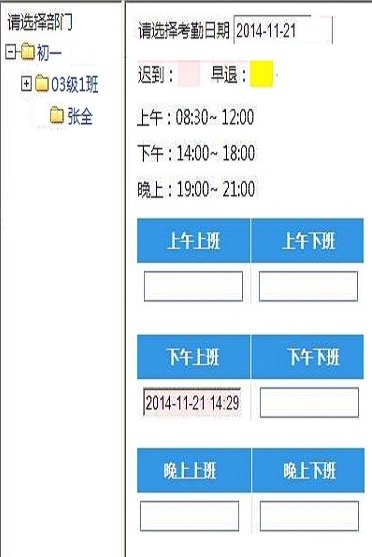 请选择部门
初一
03级1班
张全
请选择考勤日期 2014-11-21
迟到： 早退：
上午：08:30~ 12:00
下午：14:00~ 18:00
晚上：19:00~ 21:00
上午上班 上午下班
下午上班 下午下班
2014-11-21 14:29
晚上上班 晚上下班